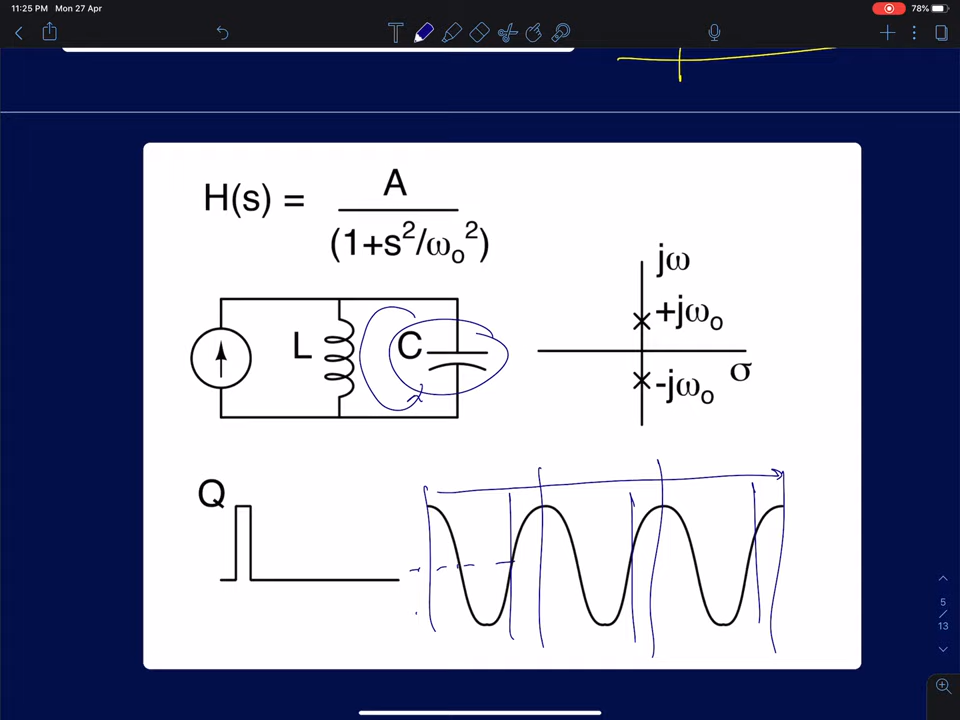 11:25 PM Mon 27 Apr
78%
H(s) = A
(1+s²/ωₒ²)
jω
+jωₒ
L
C
-jωₒ
σ
Q
5
/
13